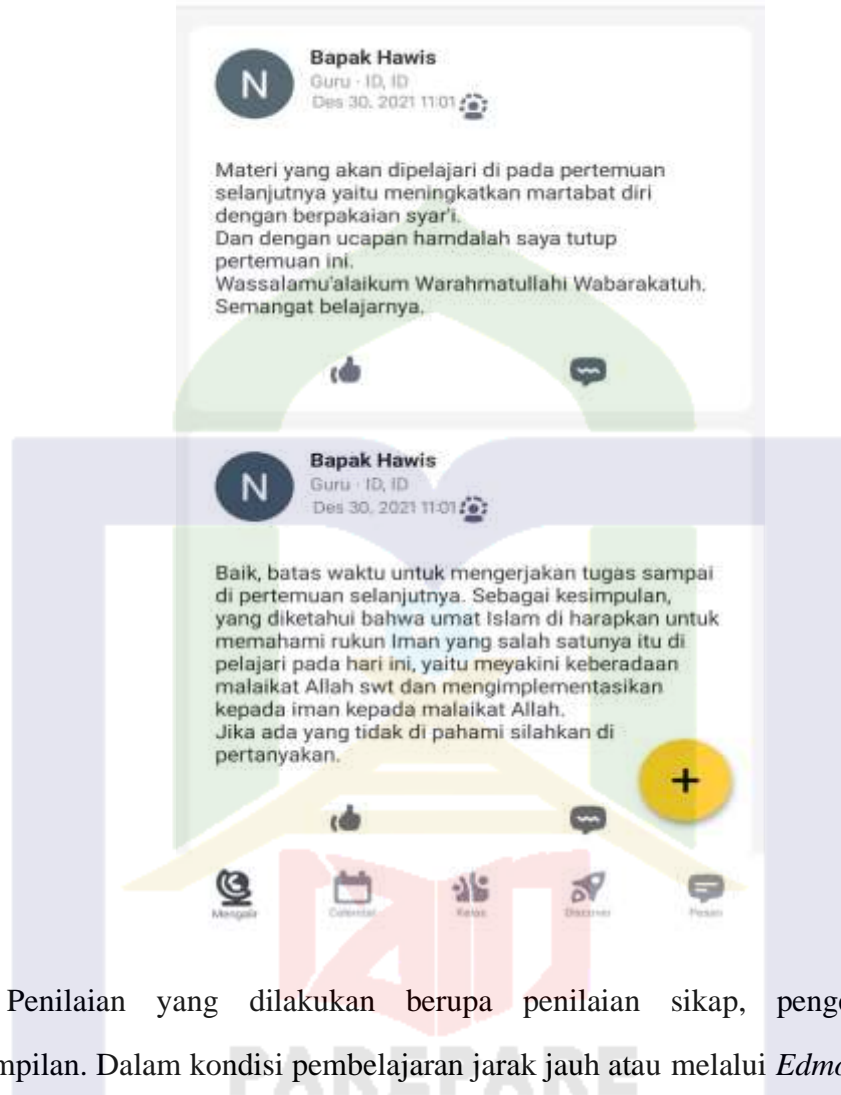 Bapak Hawis
N
Guru · ID, ID
Des 30, 2021 11:01
Materi yang akan dipelajari di pada pertemuan
selanjutnya yaitu meningkatkan martabat diri
dengan berpakaian syar'i.
Dan dengan ucapan hamdalah saya tutup
pertemuan ini.
Wassalamu'alaikum Warahmatullahi Wabarakatuh.
Semangat belajarnya.
Bapak Hawis
N
Guru · ID, ID
Des 30, 2021 11:01
Baik, batas waktu untuk mengerjakan tugas sampai
di pertemuan selanjutnya. Sebagai kesimpulan,
yang diketahui bahwa umat Islam di harapkan untuk
memahami rukun Iman yang salah satunya itu di
pelajari pada hari ini, yaitu meyakini keberadaan
malaikat Allah swt dan mengimplementasikan
kepada iman kepada malaikat Allah.
Jika ada yang tidak di pahami silahkan di
pertanyakan.
+
Mengalir Calendar Kelas Discover Pesan
Penilaian yang dilakukan berupa penilaian sikap, penge
mpilan. Dalam kondisi pembelajaran jarak jauh atau melalui Edmo
PAREPARE